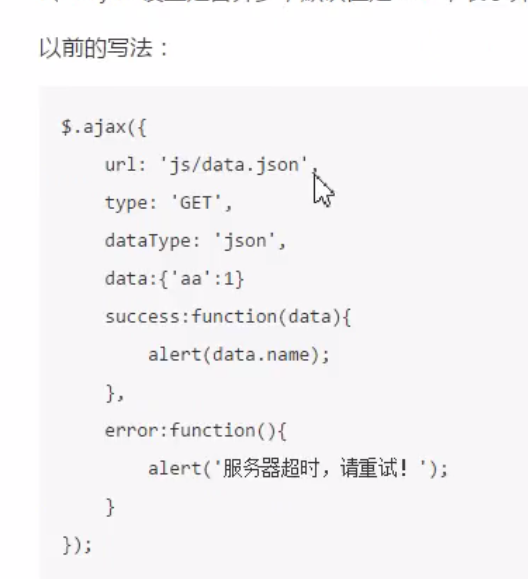 以前的写法：
$.ajax({
    url: 'js/data.json',
    type: 'GET',
    dataType: 'json',
    data:{'aa':1}
    success:function(data){
        alert(data.name);
    },
    error:function(){
        alert('服务器超时，请重试！');
    }
});